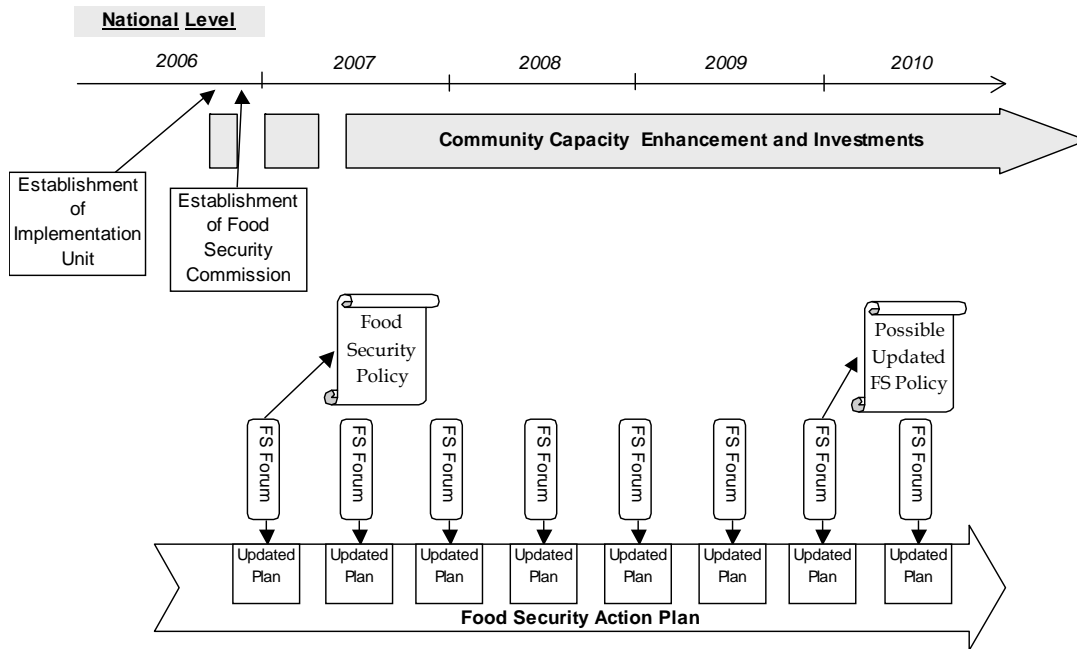 National Level
2006 2007 2008 2009 2010
Community Capacity Enhancement and Investments
Establishment
of
Implementation
Unit
Establishment
of Food
Security
Commission
Food
Security
Policy
Possible
Updated
FS Policy
FS Forum
FS Forum
FS Forum
FS Forum
FS Forum
FS Forum
FS Forum
FS Forum
Updated
Plan
Updated
Plan
Updated
Plan
Updated
Plan
Updated
Plan
Updated
Plan
Updated
Plan
Updated
Plan
Food Security Action Plan